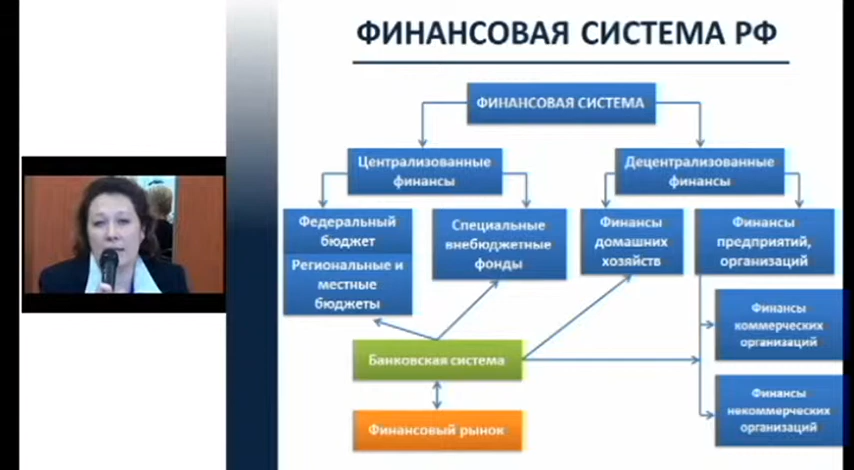 ФИНАНСОВАЯ СИСТЕМА РФ
ФИНАНСОВАЯ СИСТЕМА
Централизованные
финансы
Децентрализованные
финансы
Федеральный
бюджет
Региональные и
местные
бюджеты
Специальные
внебюджетные
фонды
Финансы
домашних
хозяйств
Финансы
предприятий,
организаций
Финансы
коммерческих
организаций
Банковская система
Финансы
некоммерческих
организаций
Финансовый рынок